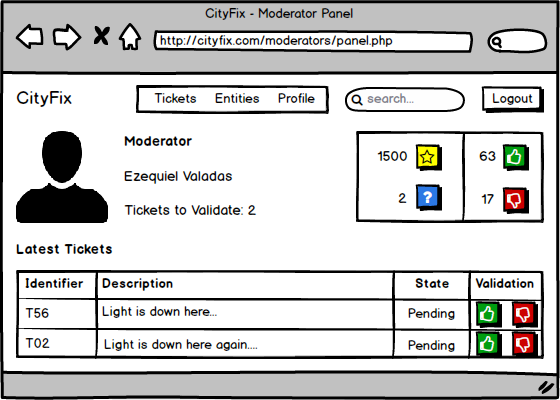 CityFix - Moderator Panel
http://cityfix.com/moderators/panel.php
CityFix Tickets Entities Profile search... Logout
Moderator
1500 63
Ezequiel Valadas
2 ? 17
Tickets to Validate: 2
Latest Tickets
Identifier Description State Validation
T56 Light is down here... Pending
T02 Light is down here again.... Pending